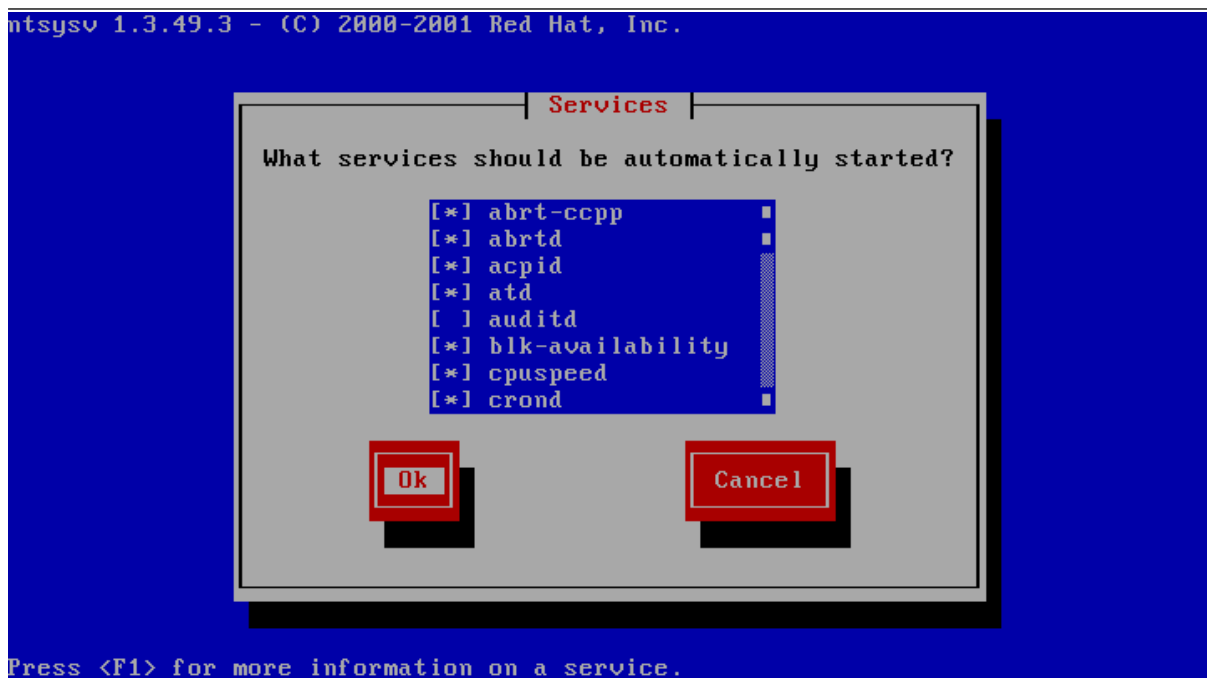 ntsysv 1.3.49.3 - (C) 2000-2001 Red Hat, Inc.
Services
What services should be automatically started?
[*] abrt-ccpp
[*] abrtd
[*] acpid
[*] atd
[ ] auditd
[*] blk-availability
[*] cpuspeed
[*] crond
Ok
Cancel
Press <F1> for more information on a service.